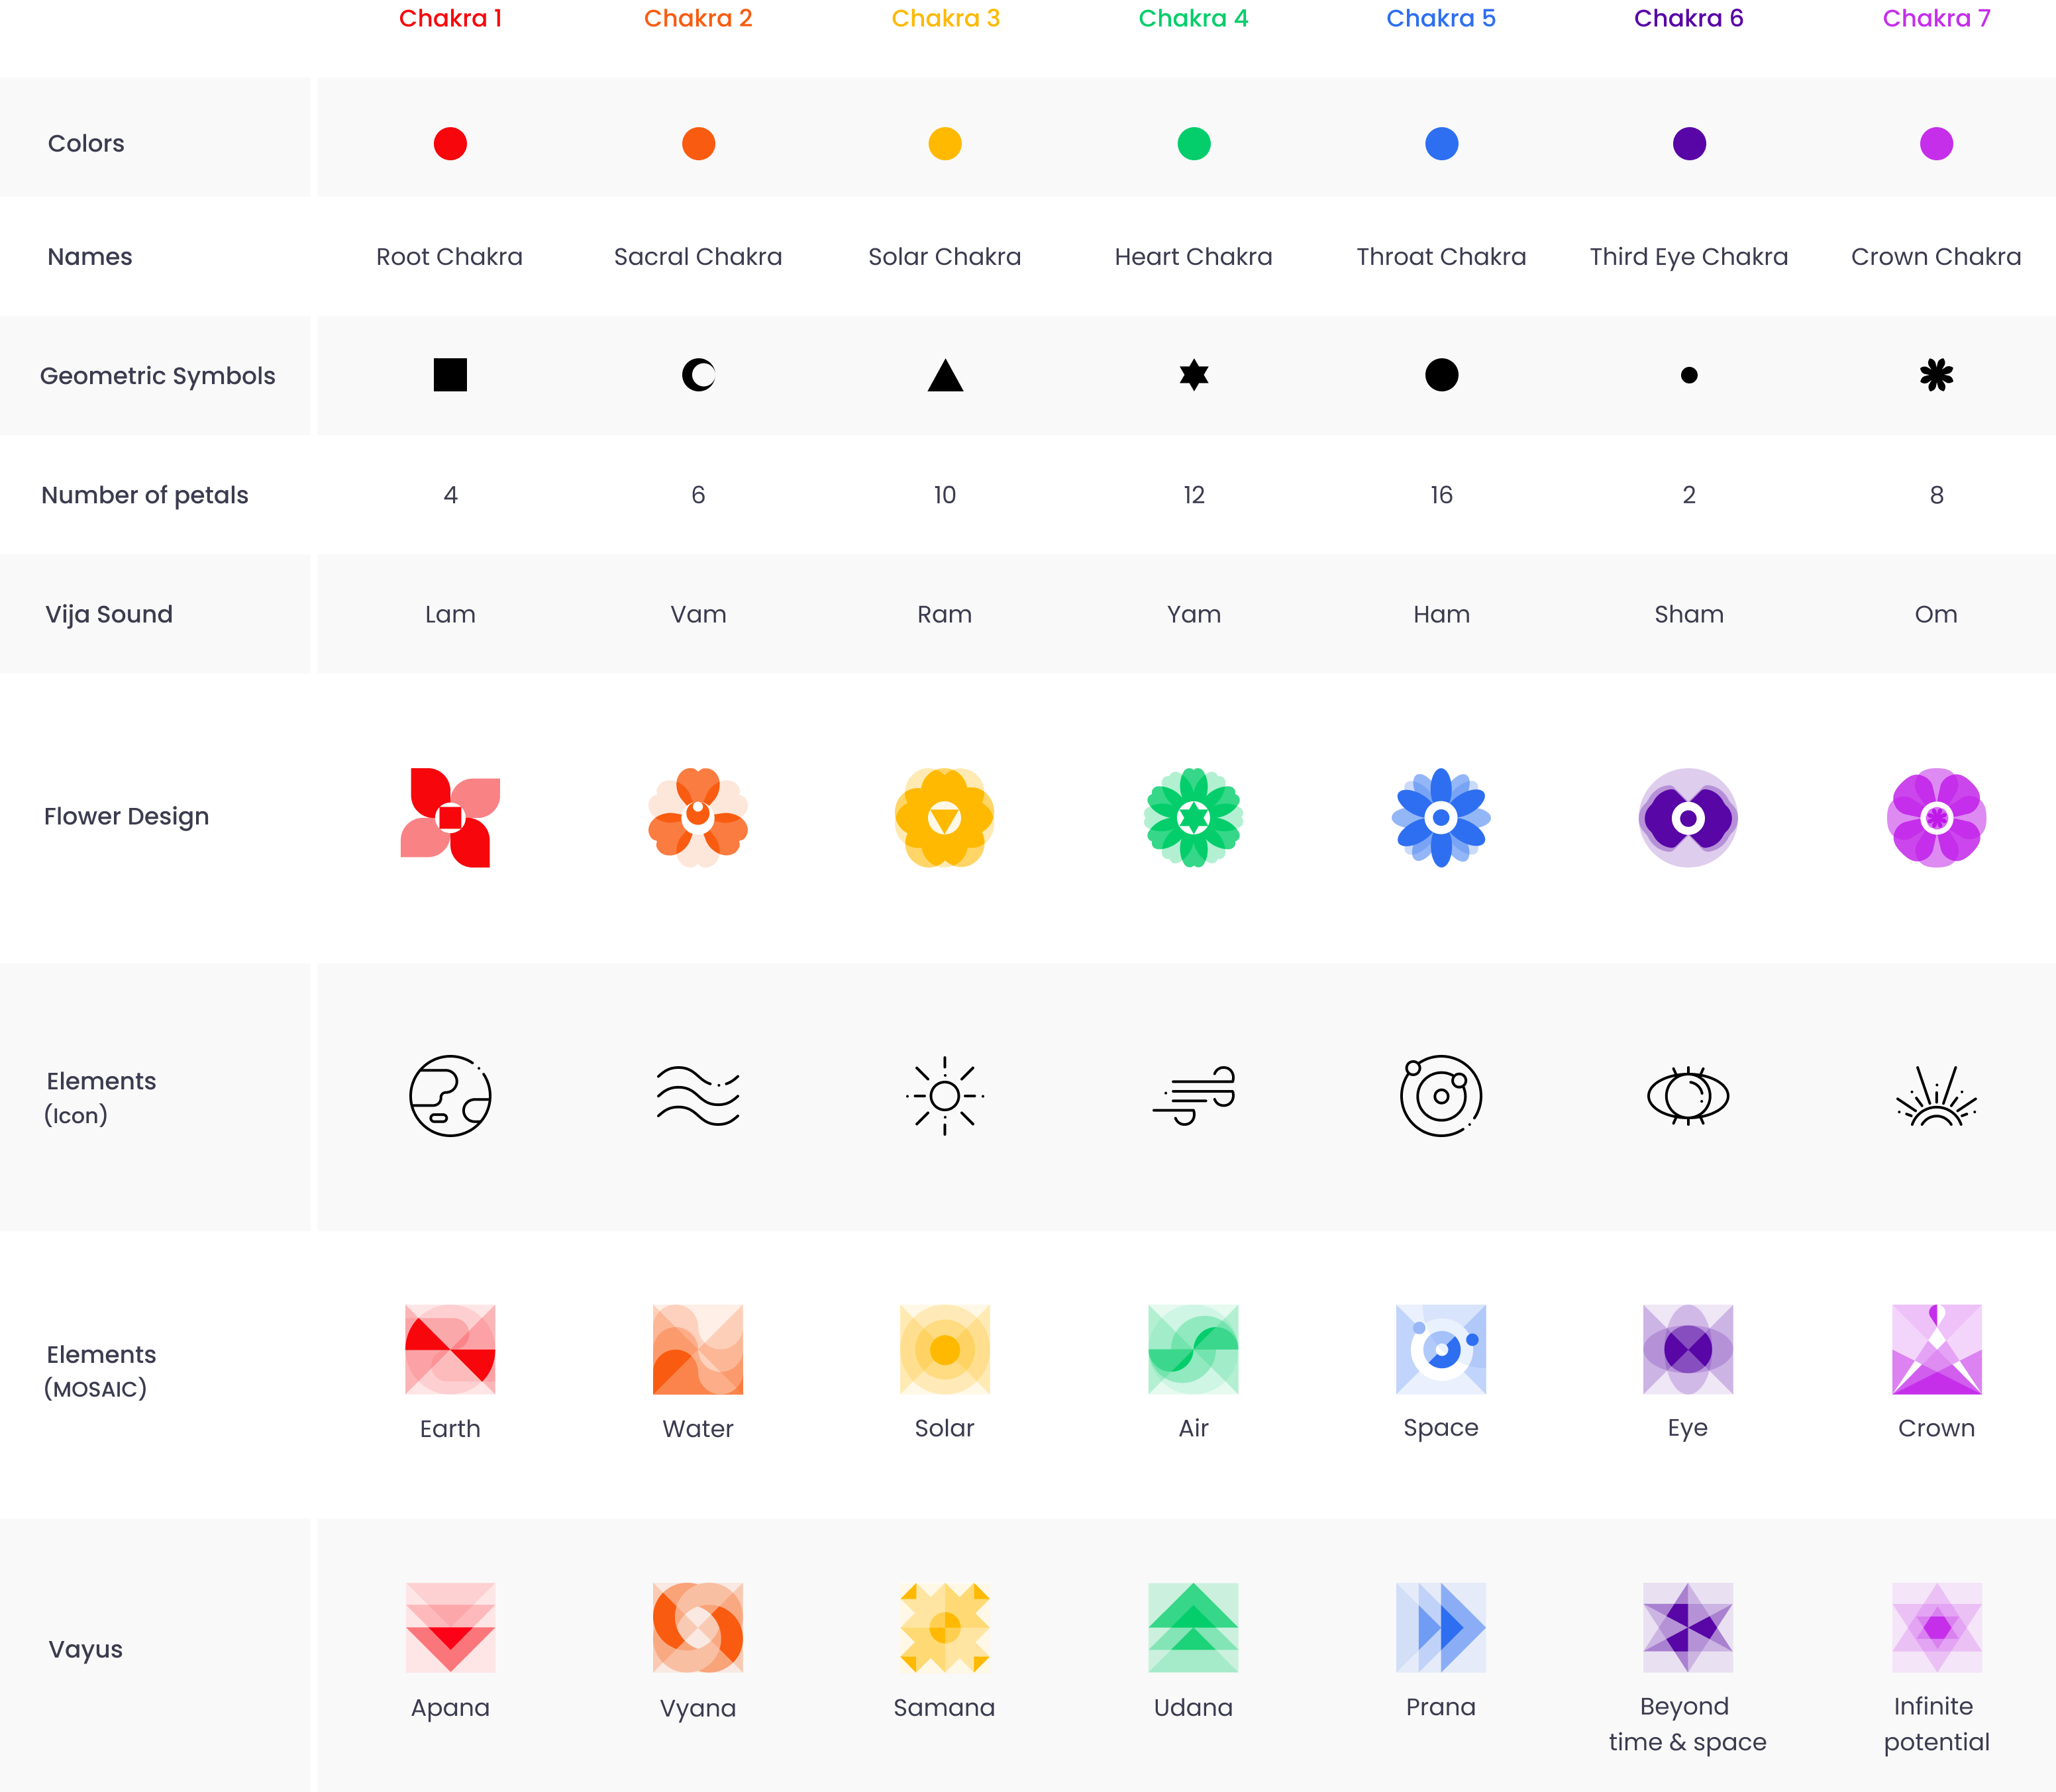 Chakra 1 Chakra 2 Chakra 3 Chakra 4 Chakra 5 Chakra 6 Chakra 7
Colors
Names Root Chakra Sacral Chakra Solar Chakra Heart Chakra Throat Chakra Third Eye Chakra Crown Chakra
Geometric Symbols
Number of petals 4 6 10 12 16 2 8
Vija Sound Lam Vam Ram Yam Ham Sham Om
Flower Design
Elements
(Icon)
Elements
(MOSAIC)
Earth Water Solar Air Space Eye Crown
Vayus
Apana Vyana Samana Udana Prana Beyond Infinite
time & space potential